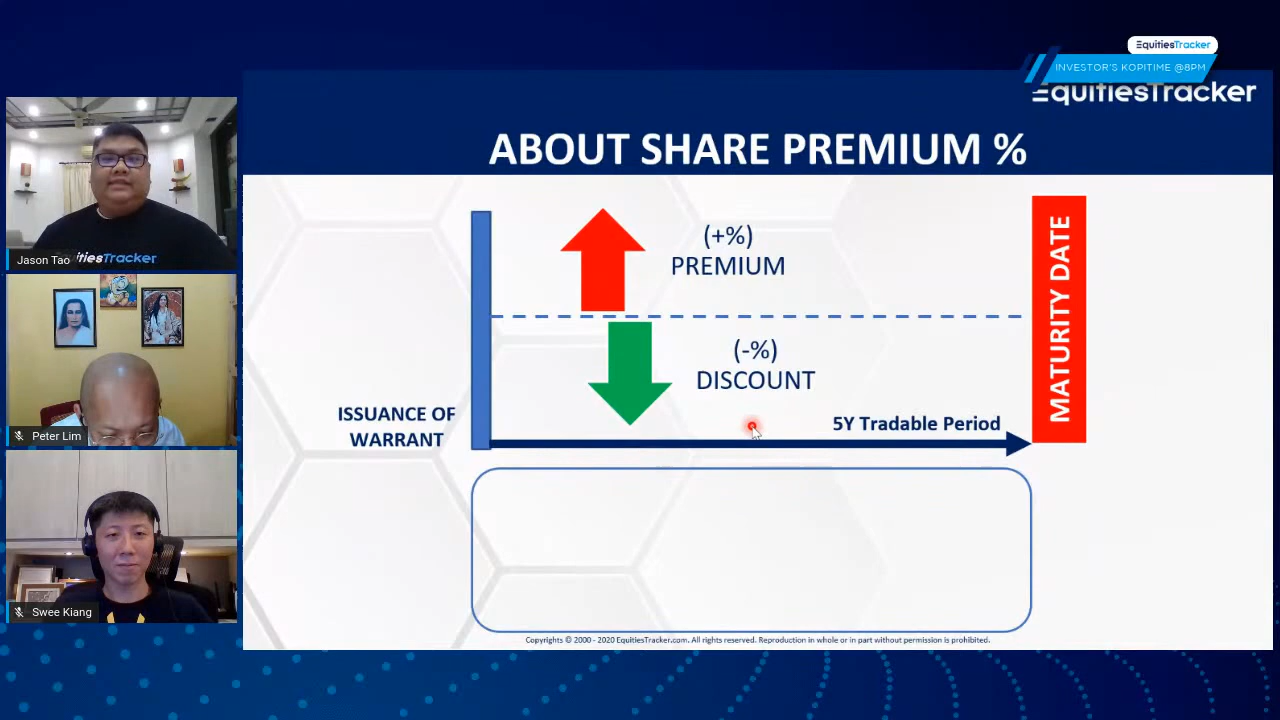 EquitiesTracker
INVESTOR'S KOPITIME @8PM
EquitiesTracker
ABOUT SHARE PREMIUM %
(+%)
PREMIUM
(-%)
DISCOUNT
MATURITY DATE
ISSUANCE OF
WARRANT
5Y Tradable Period
Copyrights © 2000 - 2020 EquitiesTracker.com. All rights reserved. Reproduction in whole or in part without permission is prohibited.
Jason Tao
itiesTracker
Peter Lim
Swee Kiang